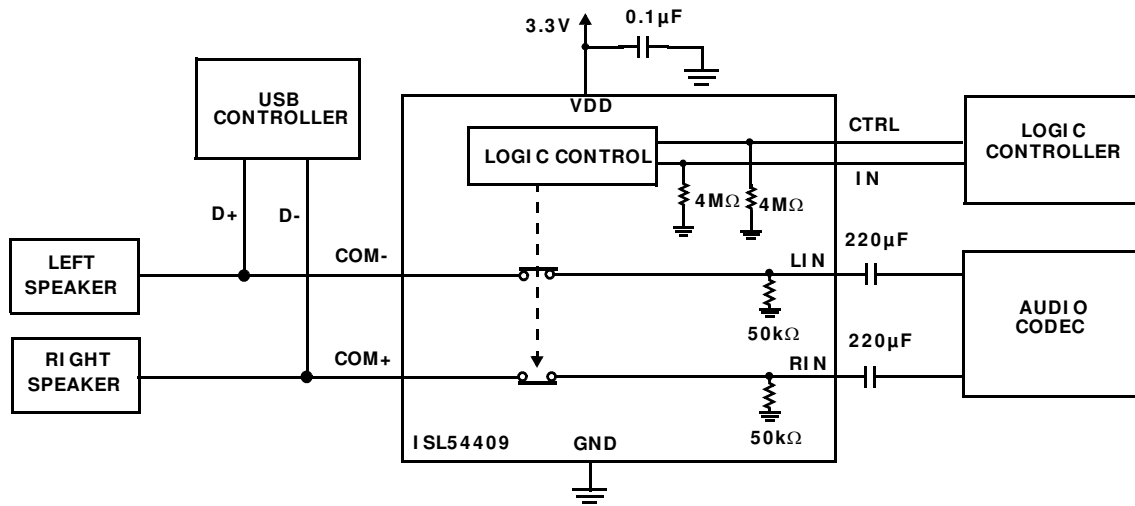 3.3V
0.1µF
USB
CONTROLLER
VDD
LOGIC CONTROL
CTRL
IN
LOGIC
CONTROLLER
4MΩ
4MΩ
D+
D-
LEFT
SPEAKER
COM-
LIN
220µF
50kΩ
AUDIO
CODEC
RIGHT
SPEAKER
COM+
RIN
220µF
50kΩ
ISL54409
GND